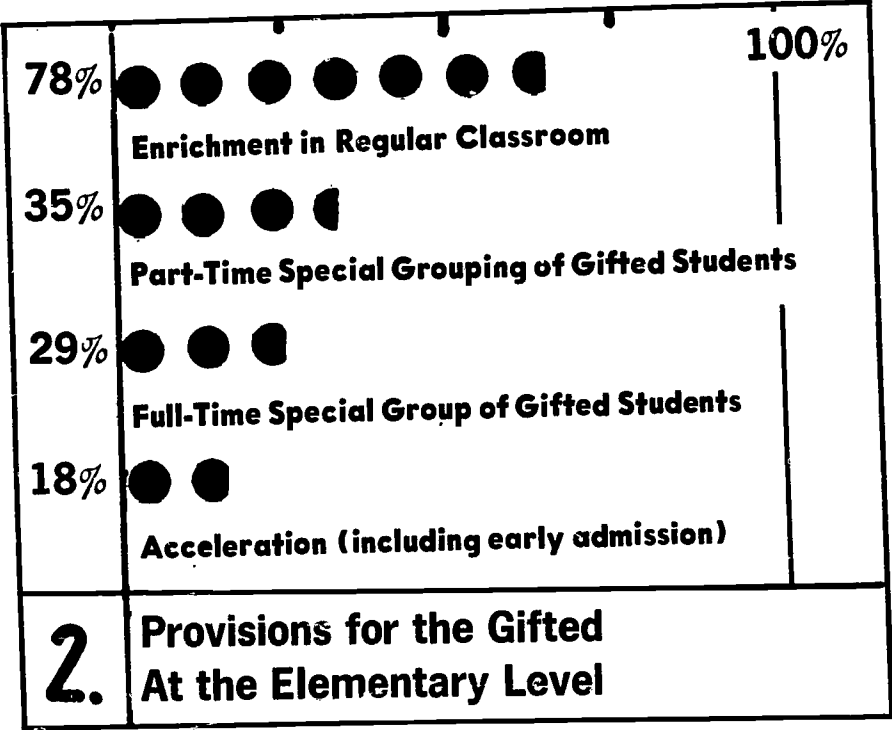 100%
78%
Enrichment in Regular Classroom
35%
Part-Time Special Grouping of Gifted Students
29%
Full-Time Special Group of Gifted Students
18%
Acceleration (including early admission)
2. Provisions for the Gifted
At the Elementary Level